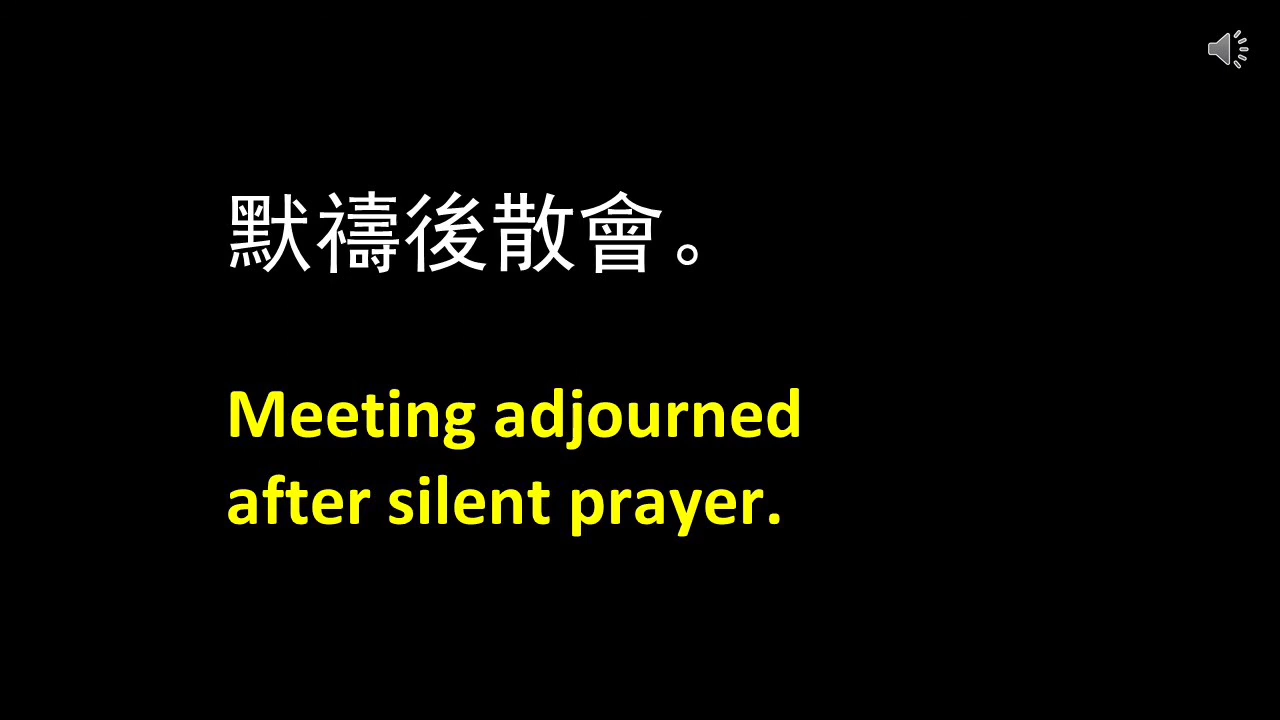 默禱後散會。
Meeting adjourned
after silent prayer.